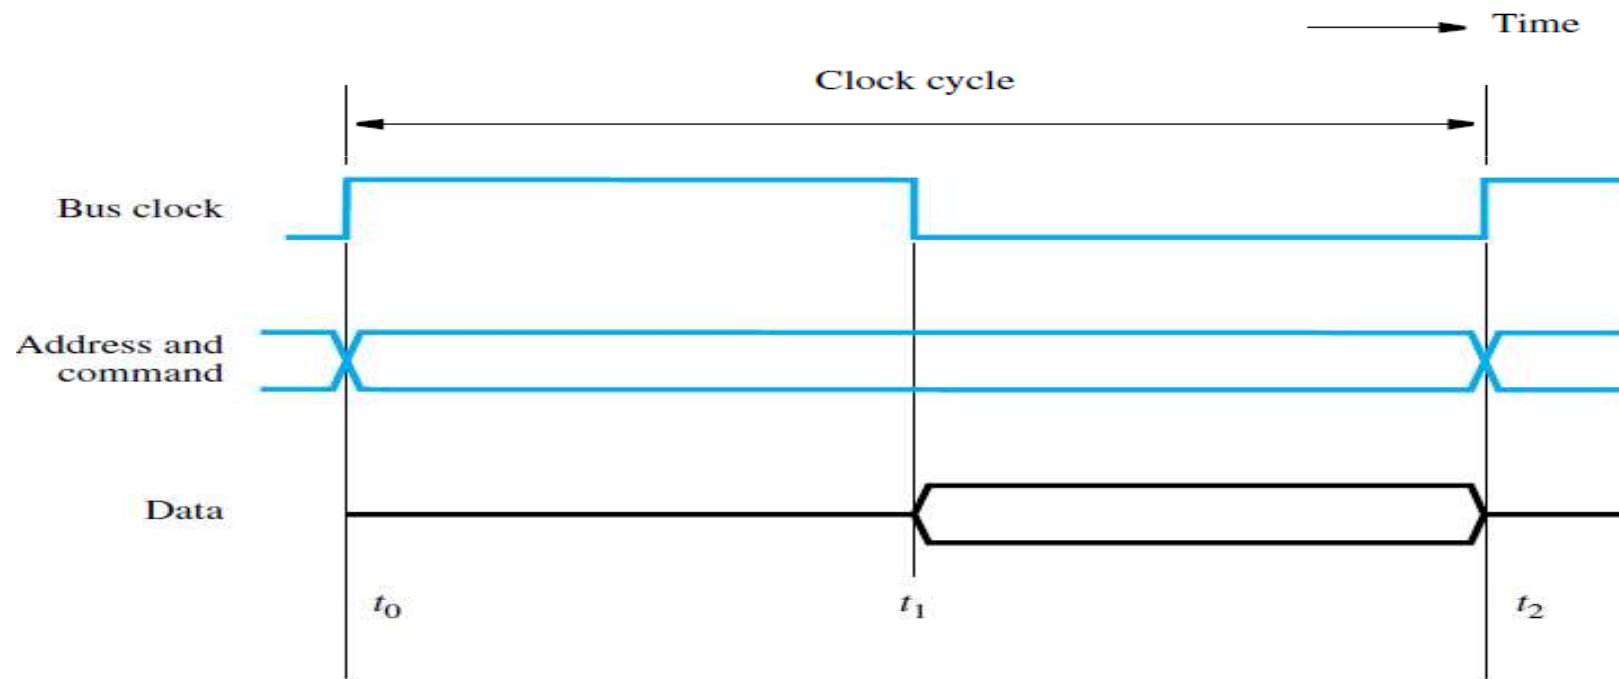 Time
Clock cycle
Bus clock
Address and
command
Data
t0
t1
t2